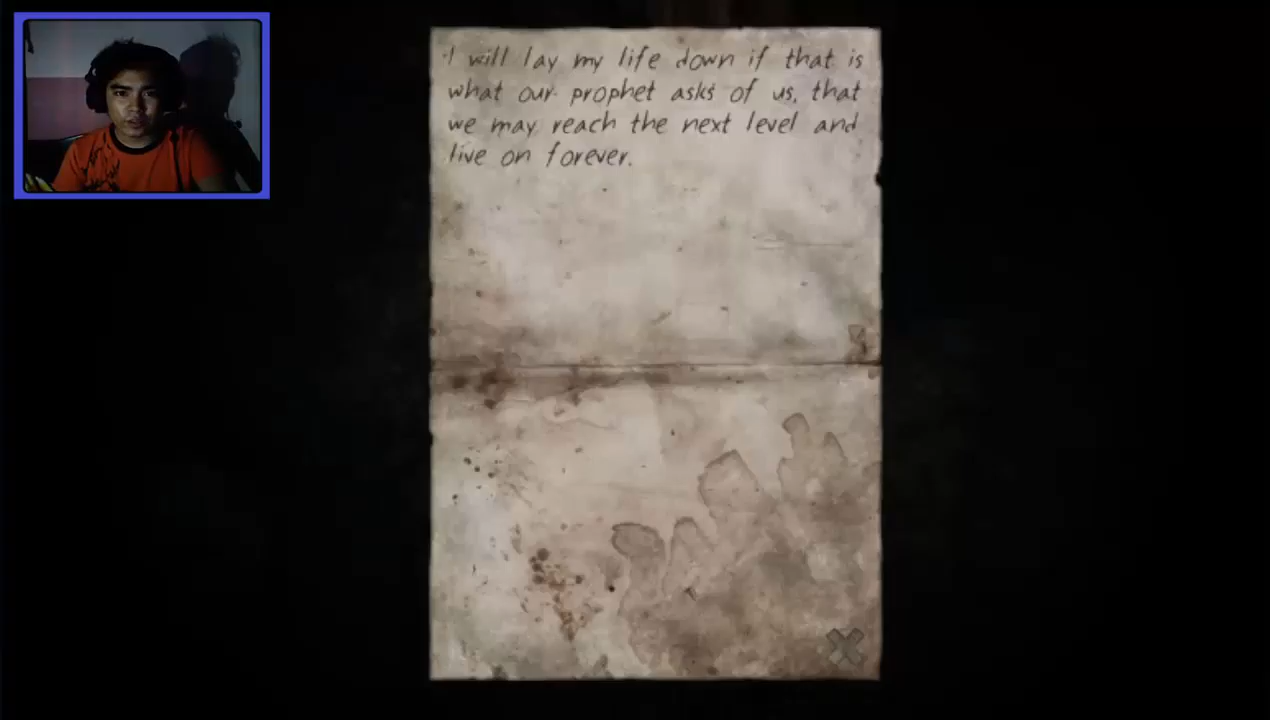 I will lay my life down if that is
what our prophet asks of us, that
we may reach the next level and
live on forever.